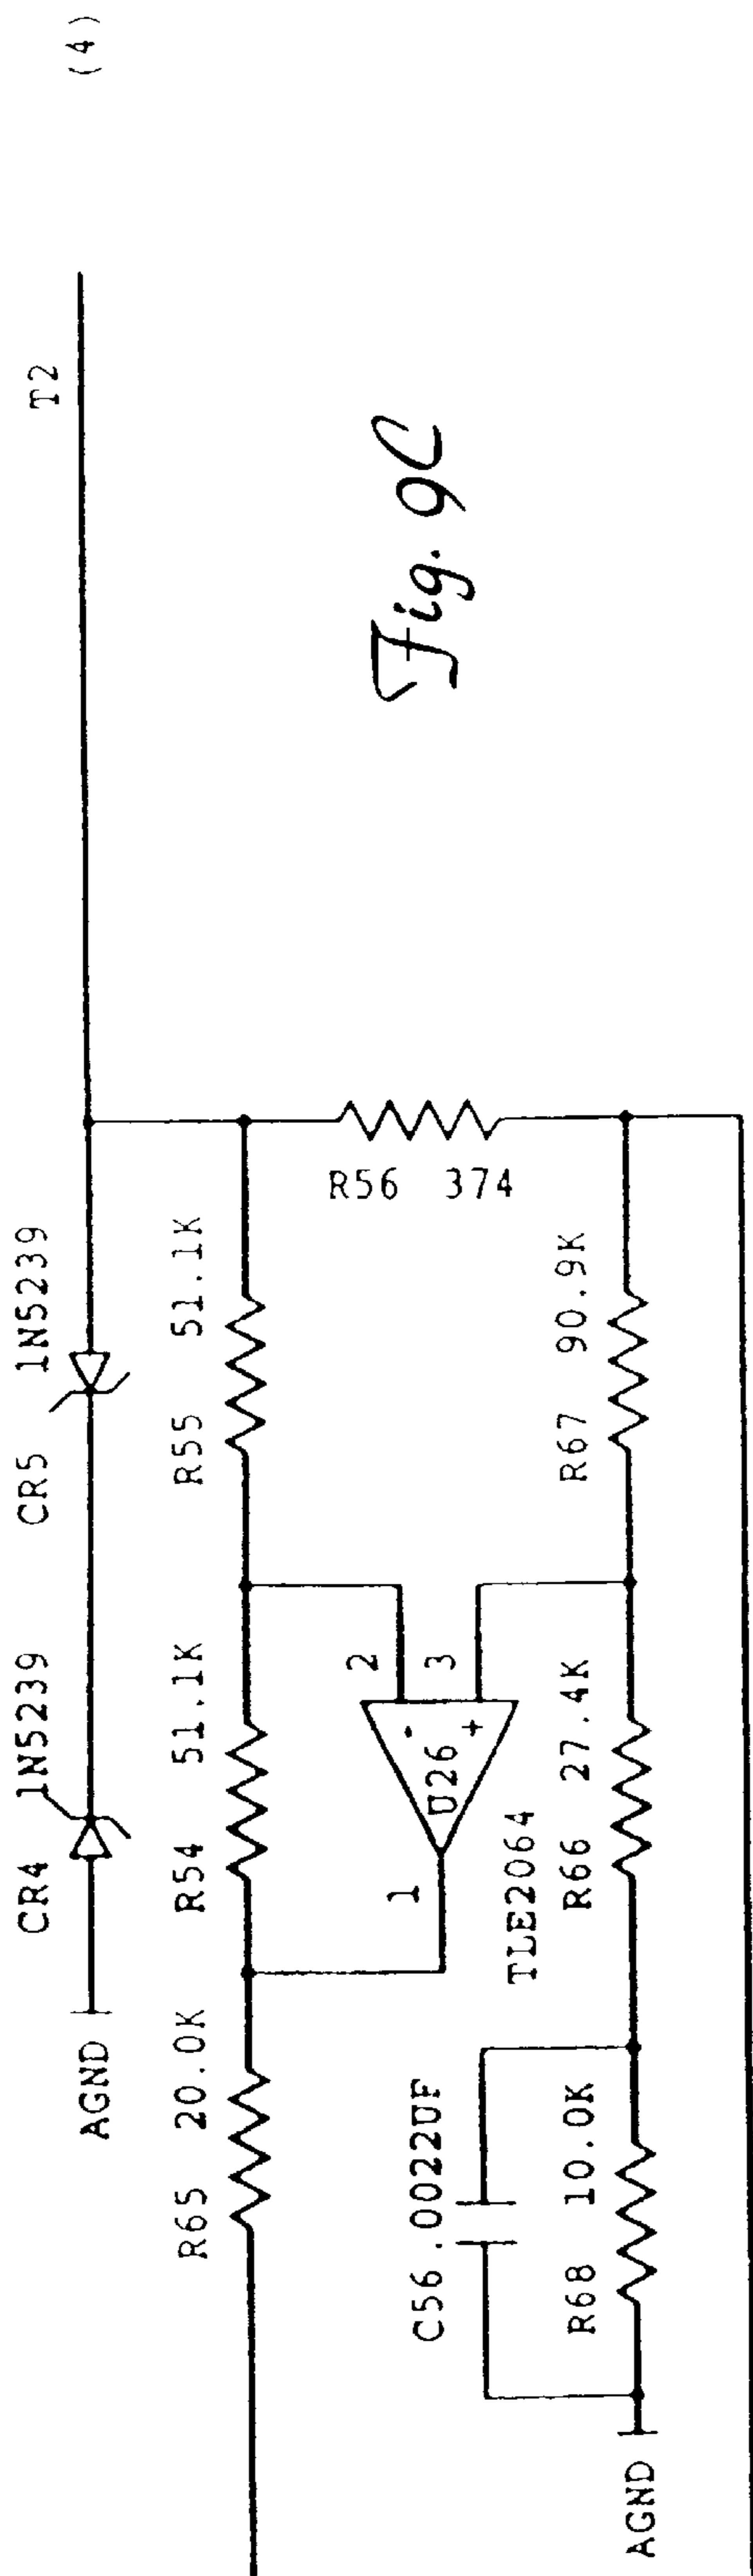 (4)
T2
CR4 1N5239
CR5 1N5239
AGND
R65 20.0K
R54 51.1K
R55 51.1K
Fig. 9C
R56 374
2
3
-
+
U26
1
TLE2064
C56 .0022UF
R68 10.0K
R66 27.4K
R67 90.9K
AGND